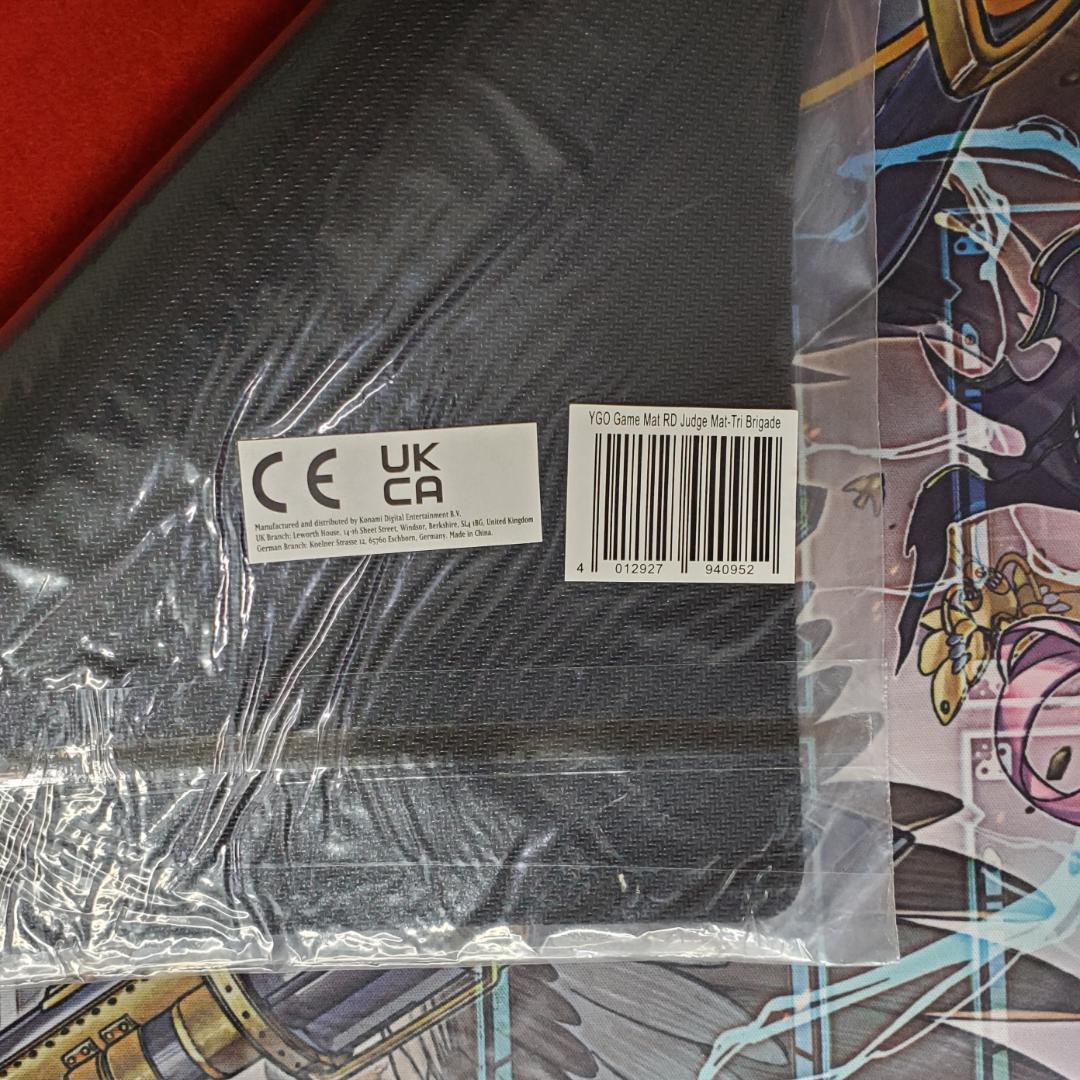 CE
UK
CA
Manufactured and distributed by Konami Digital Entertainment B.V.
UK Branch: Leworth House, 14-16 Sheet Street, Windsor, Berkshire, SL4 1BG, United Kingdom
German Branch: Koelner Strasse 12, 65760 Eschborn, Germany. Made in China.
YGO Game Mat RD Judge Mat-Tri Brigade
4 012927 940952